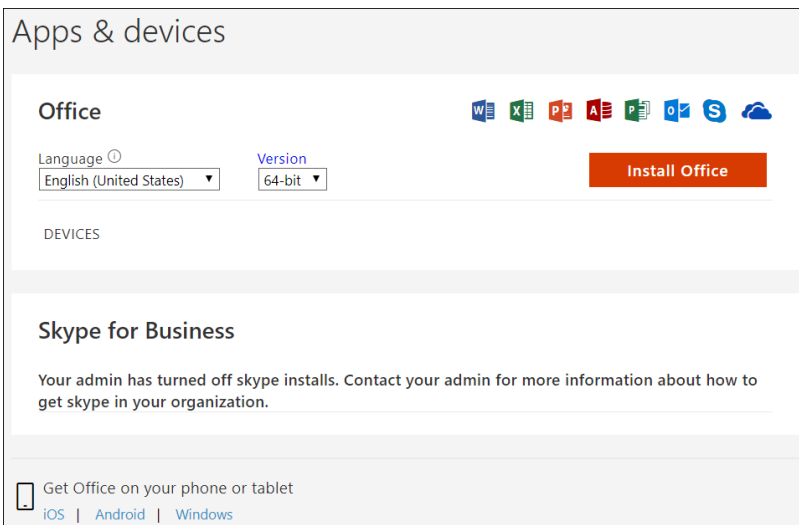 Apps & devices
Office
Language
Version
English (United States)
64-bit
Install Office
DEVICES
Skype for Business
Your admin has turned off skype installs. Contact your admin for more information about how to
get skype in your organization.
Get Office on your phone or tablet
iOS | Android | Windows